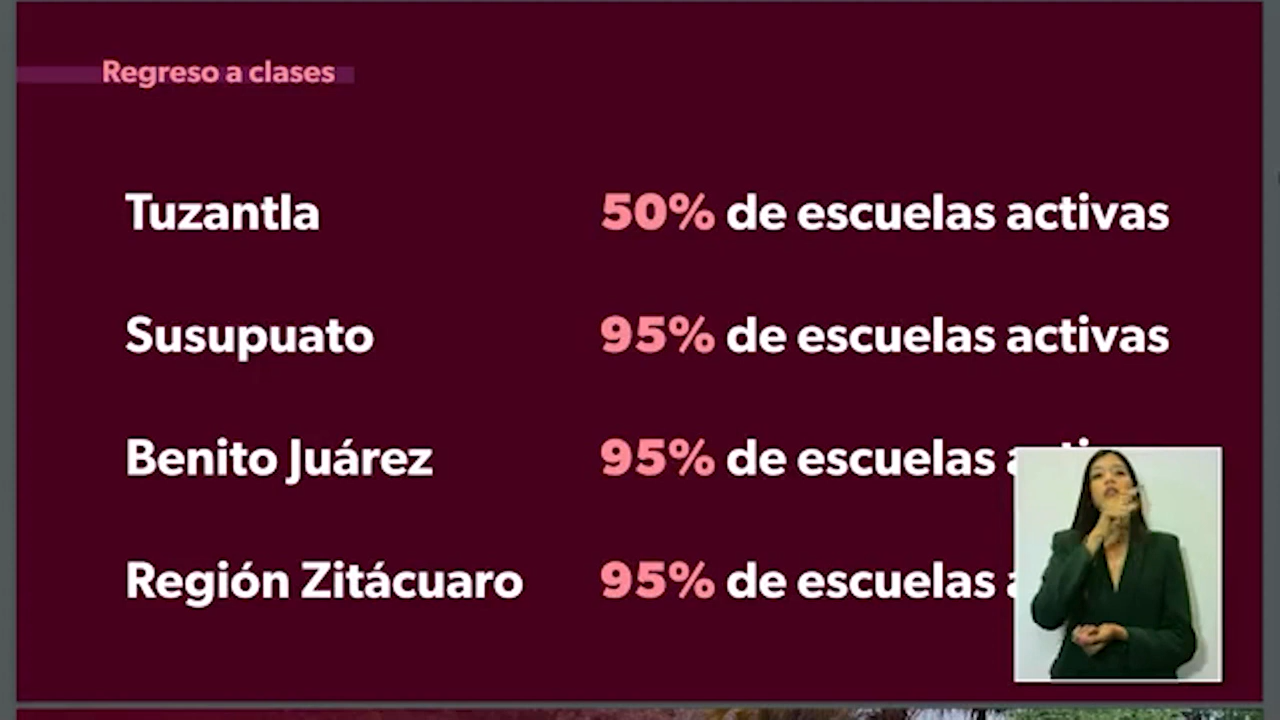 Regreso a clases
Tuzantla 50% de escuelas activas
Susupuato 95% de escuelas activas
Benito Juárez 95% de escuelas
Región Zitácuaro 95% de escuelas